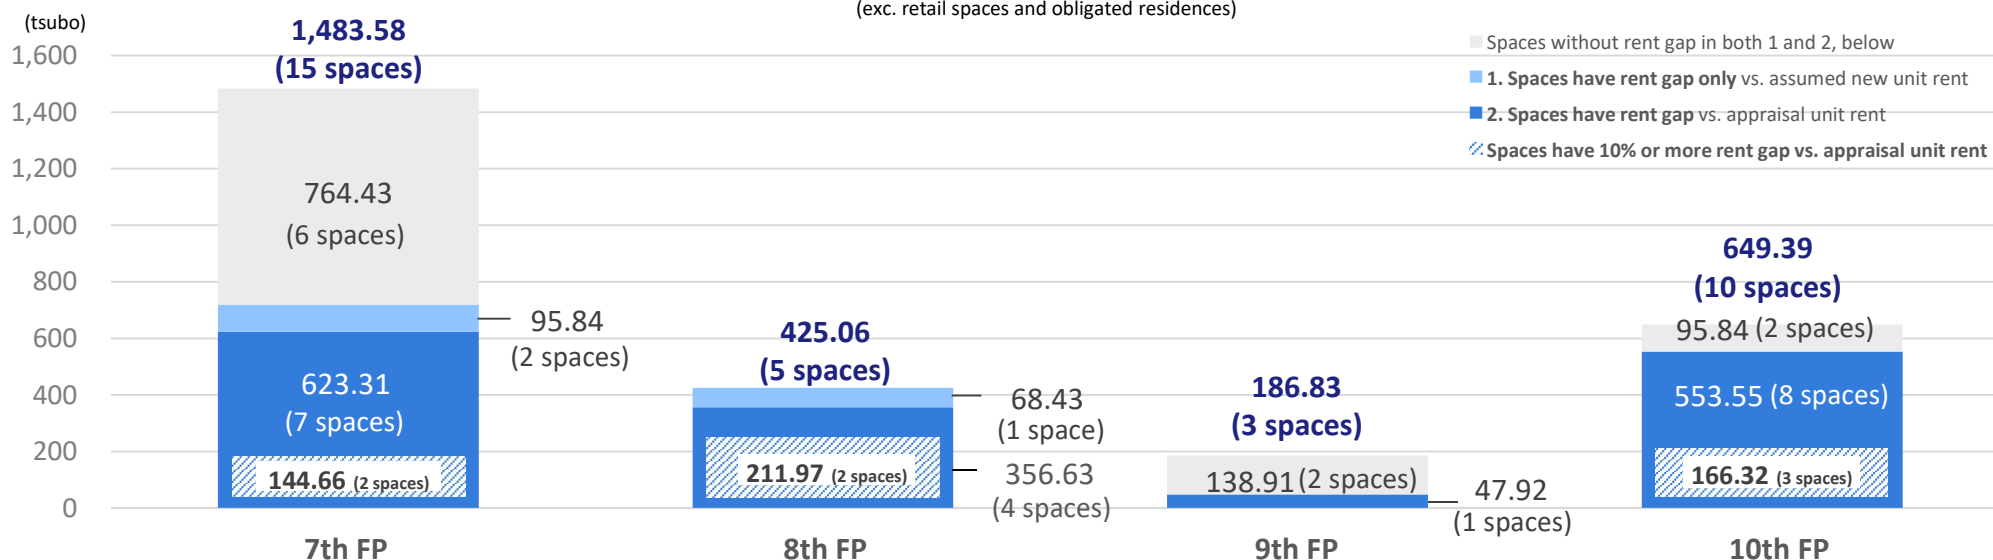 (exc. retail spaces and obligated residences)
(tsubo)
1,600
1,400
1,200
1,000
800
600
400
200
0
Spaces without rent gap in both 1 and 2, below
1. Spaces have rent gap only vs. assumed new unit rent
2. Spaces have rent gap vs. appraisal unit rent
Spaces have 10% or more rent gap vs. appraisal unit rent
1,483.58
(15 spaces)
764.43
(6 spaces)
95.84
(2 spaces)
623.31
(7 spaces)
144.66 (2 spaces)
7th FP
425.06
(5 spaces)
68.43
(1 space)
356.63
(4 spaces)
211.97 (2 spaces)
8th FP
186.83
(3 spaces)
138.91 (2 spaces)
47.92
(1 spaces)
9th FP
649.39
(10 spaces)
95.84 (2 spaces)
553.55 (8 spaces)
166.32 (3 spaces)
10th FP